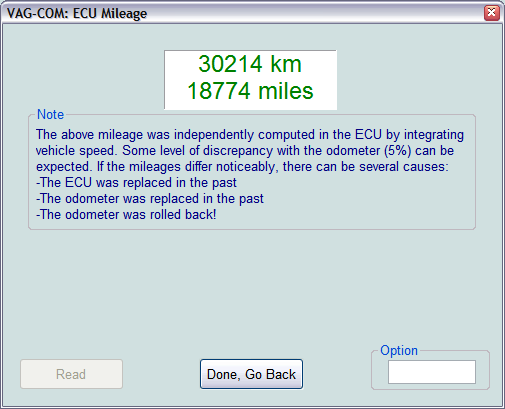 VAG-COM: ECU Mileage
30214 km
18774 miles
Note
The above mileage was independently computed in the ECU by integrating
vehicle speed. Some level of discrepancy with the odometer (5%) can be
expected. If the mileages differ noticeably, there can be several causes:
-The ECU was replaced in the past
-The odometer was replaced in the past
-The odometer was rolled back!
Option
Read
Done, Go Back